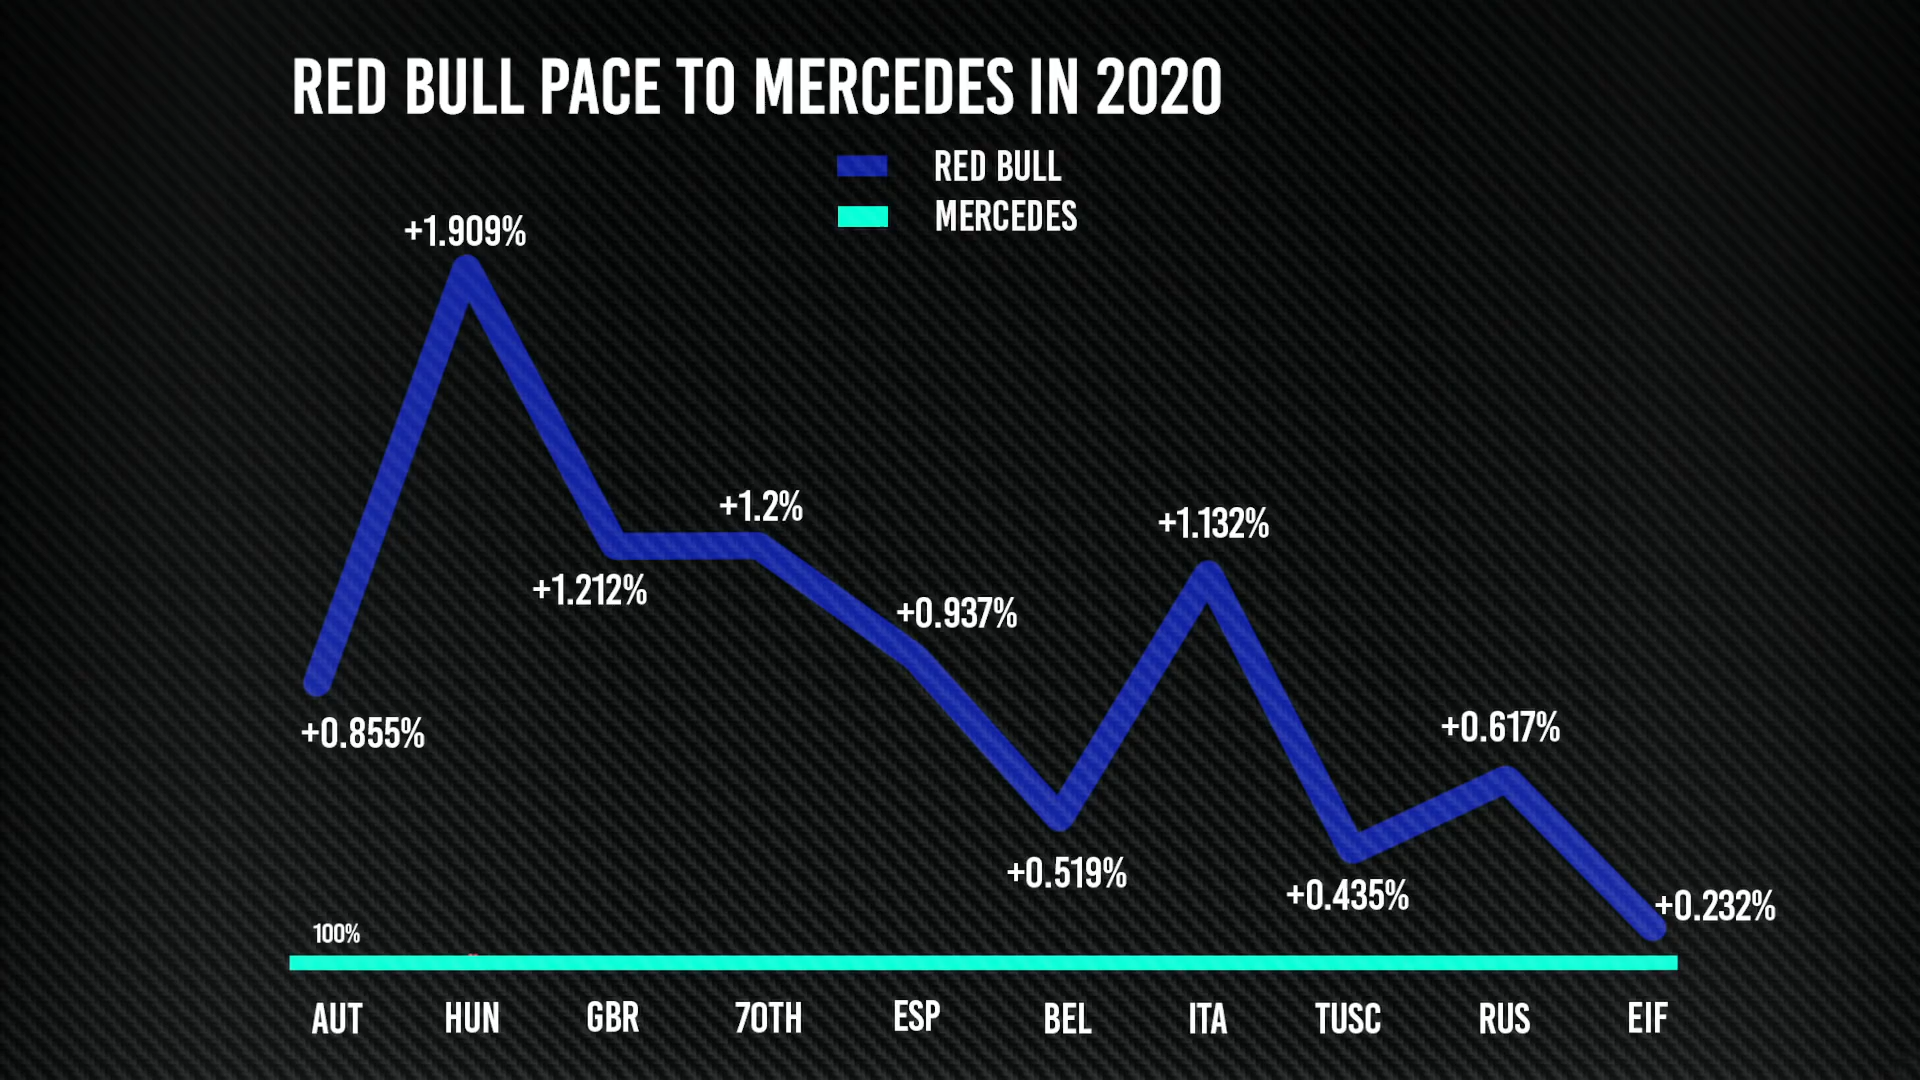 RED BULL PACE TO MERCEDES IN 2020
RED BULL
MERCEDES
+1.909%
+1.2%
+1.132%
+1.212%
+0.937%
+0.855%
+0.617%
+0.519%
+0.435%
+0.232%
100%
AUT HUN GBR 70TH ESP BEL ITA TUSC RUS EIF